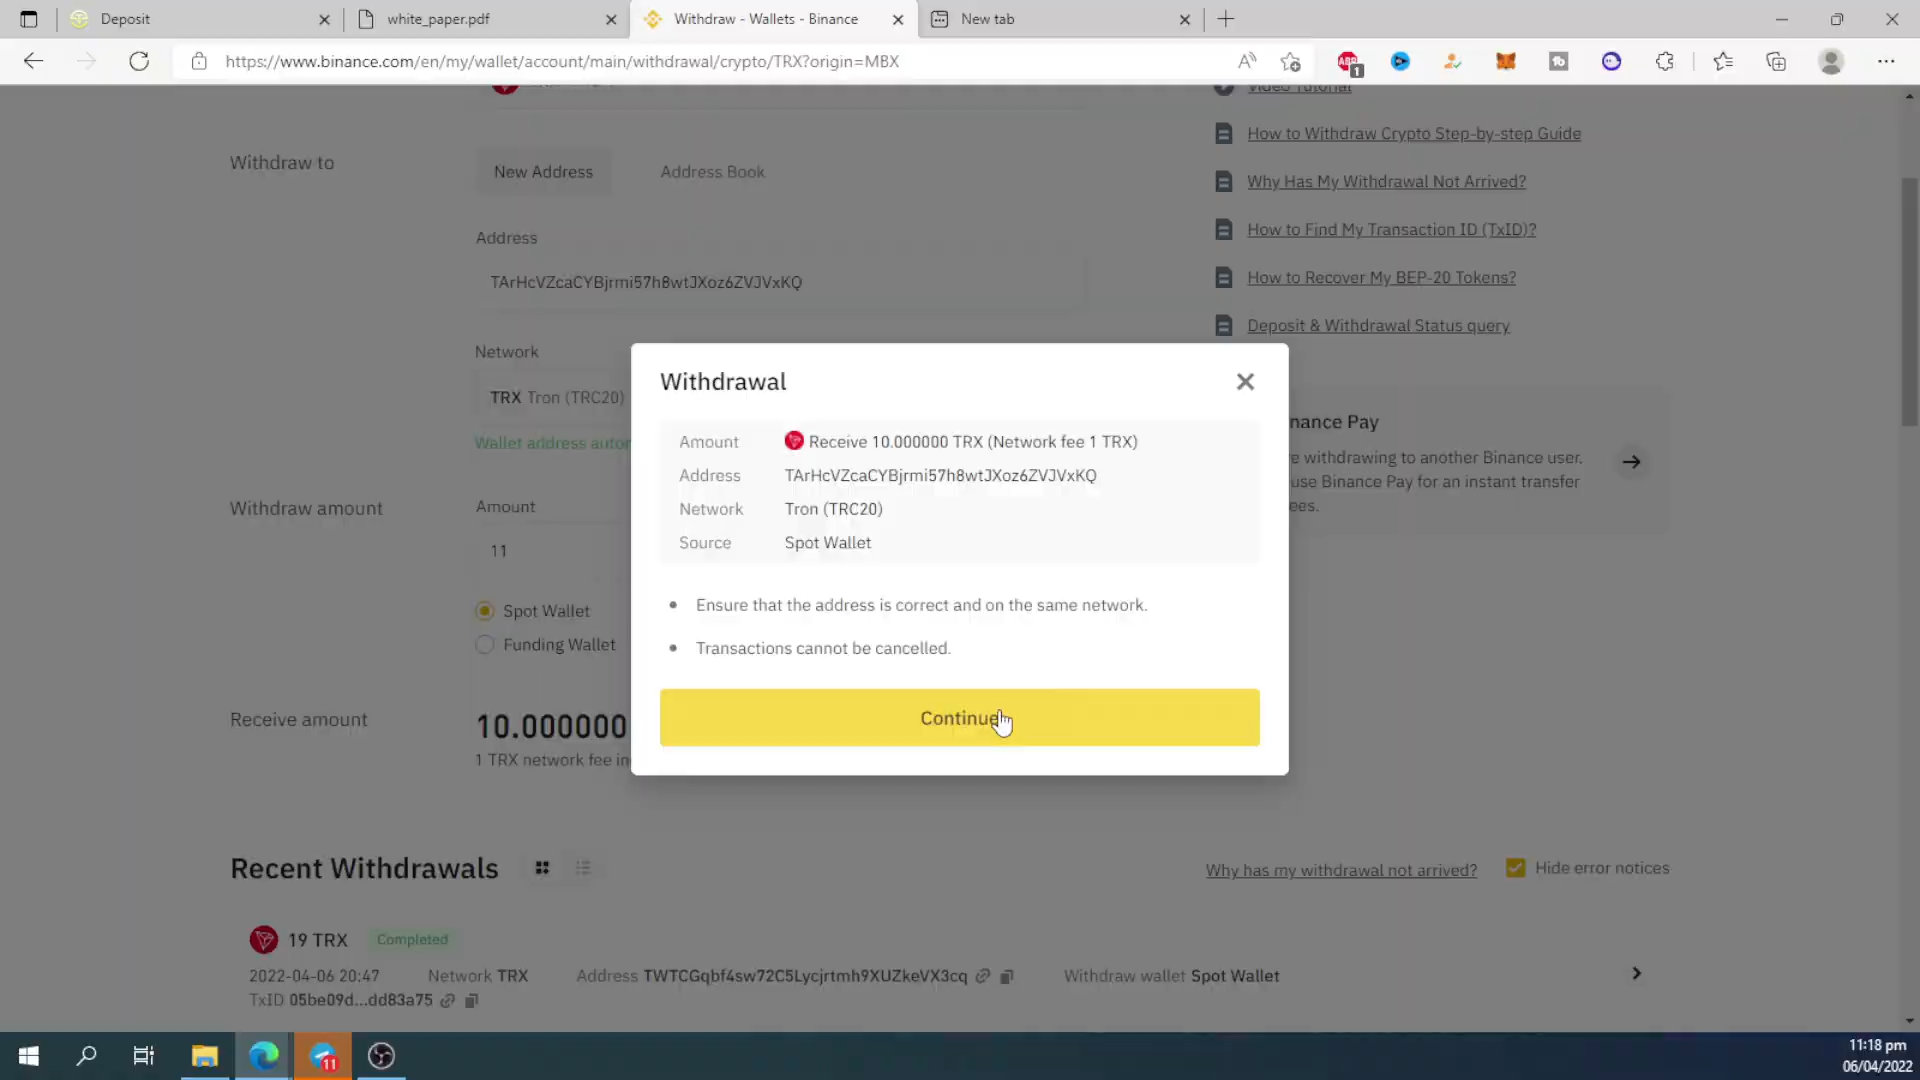 Deposit
white_paper.pdf
Withdraw - Wallets - Binance
New tab
https://www.binance.com/en/my/wallet/account/main/withdrawal/crypto/TRX?origin=MBX
1
Video Tutorial
How to Withdraw Crypto Step-by-step Guide
Withdraw to
New Address
Address Book
Why Has My Withdrawal Not Arrived?
How to Find My Transaction ID (TxID)?
Address
TArHcVZcaCYBjrmi57h8wtJXoz6ZVJVxKQ
How to Recover My BEP-20 Tokens?
Deposit & Withdrawal Status query
Network
TRX Tron (TRC20)
Wallet address autor
Withdrawal
Amount Receive 10.000000 TRX (Network fee 1 TRX)
Address TArHcVZcaCYBjrmi57h8wtJXoz6ZVJVxKQ
Network Tron (TRC20)
Source Spot Wallet
Ensure that the address is correct and on the same network.
Transactions cannot be cancelled.
Continue
nance Pay
e withdrawing to another Binance user.
use Binance Pay for an instant transfer
ees.
Withdraw amount
Amount
11
Spot Wallet
Funding Wallet
Receive amount
10.000000
1 TRX network fee in
Recent Withdrawals
Why has my withdrawal not arrived?
Hide error notices
19 TRX Completed
2022-04-06 20:47 Network TRX Address TWTCGqbf4sw72C5Lycjrtmh9XUZkeVX3cq Withdraw wallet Spot Wallet
TxID 05be09d...dd83a75
11
11:18 pm
06/04/2022